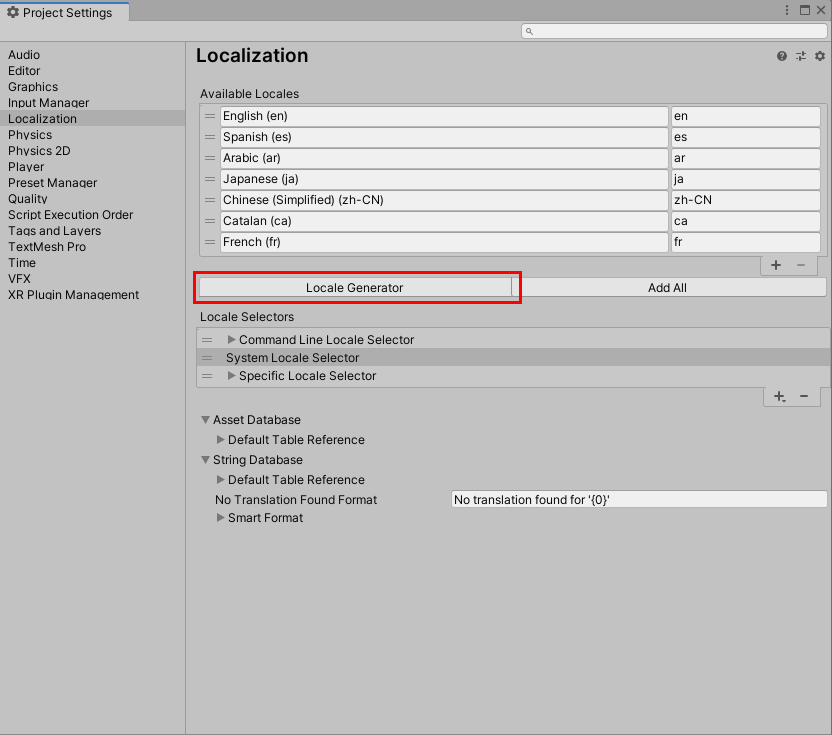 Project Settings
Audio
Editor
Graphics
Input Manager
Localization
Physics
Physics 2D
Player
Preset Manager
Quality
Script Execution Order
Tags and Layers
TextMesh Pro
Time
VFX
XR Plugin Management
Localization
Available Locales
English (en) en
Spanish (es) es
Arabic (ar) ar
Japanese (ja) ja
Chinese (Simplified) (zh-CN) zh-CN
Catalan (ca) ca
French (fr) fr
Locale Generator Add All
Locale Selectors
Command Line Locale Selector
System Locale Selector
Specific Locale Selector
Asset Database
Default Table Reference
String Database
Default Table Reference
No Translation Found Format No translation found for '{0}'
Smart Format